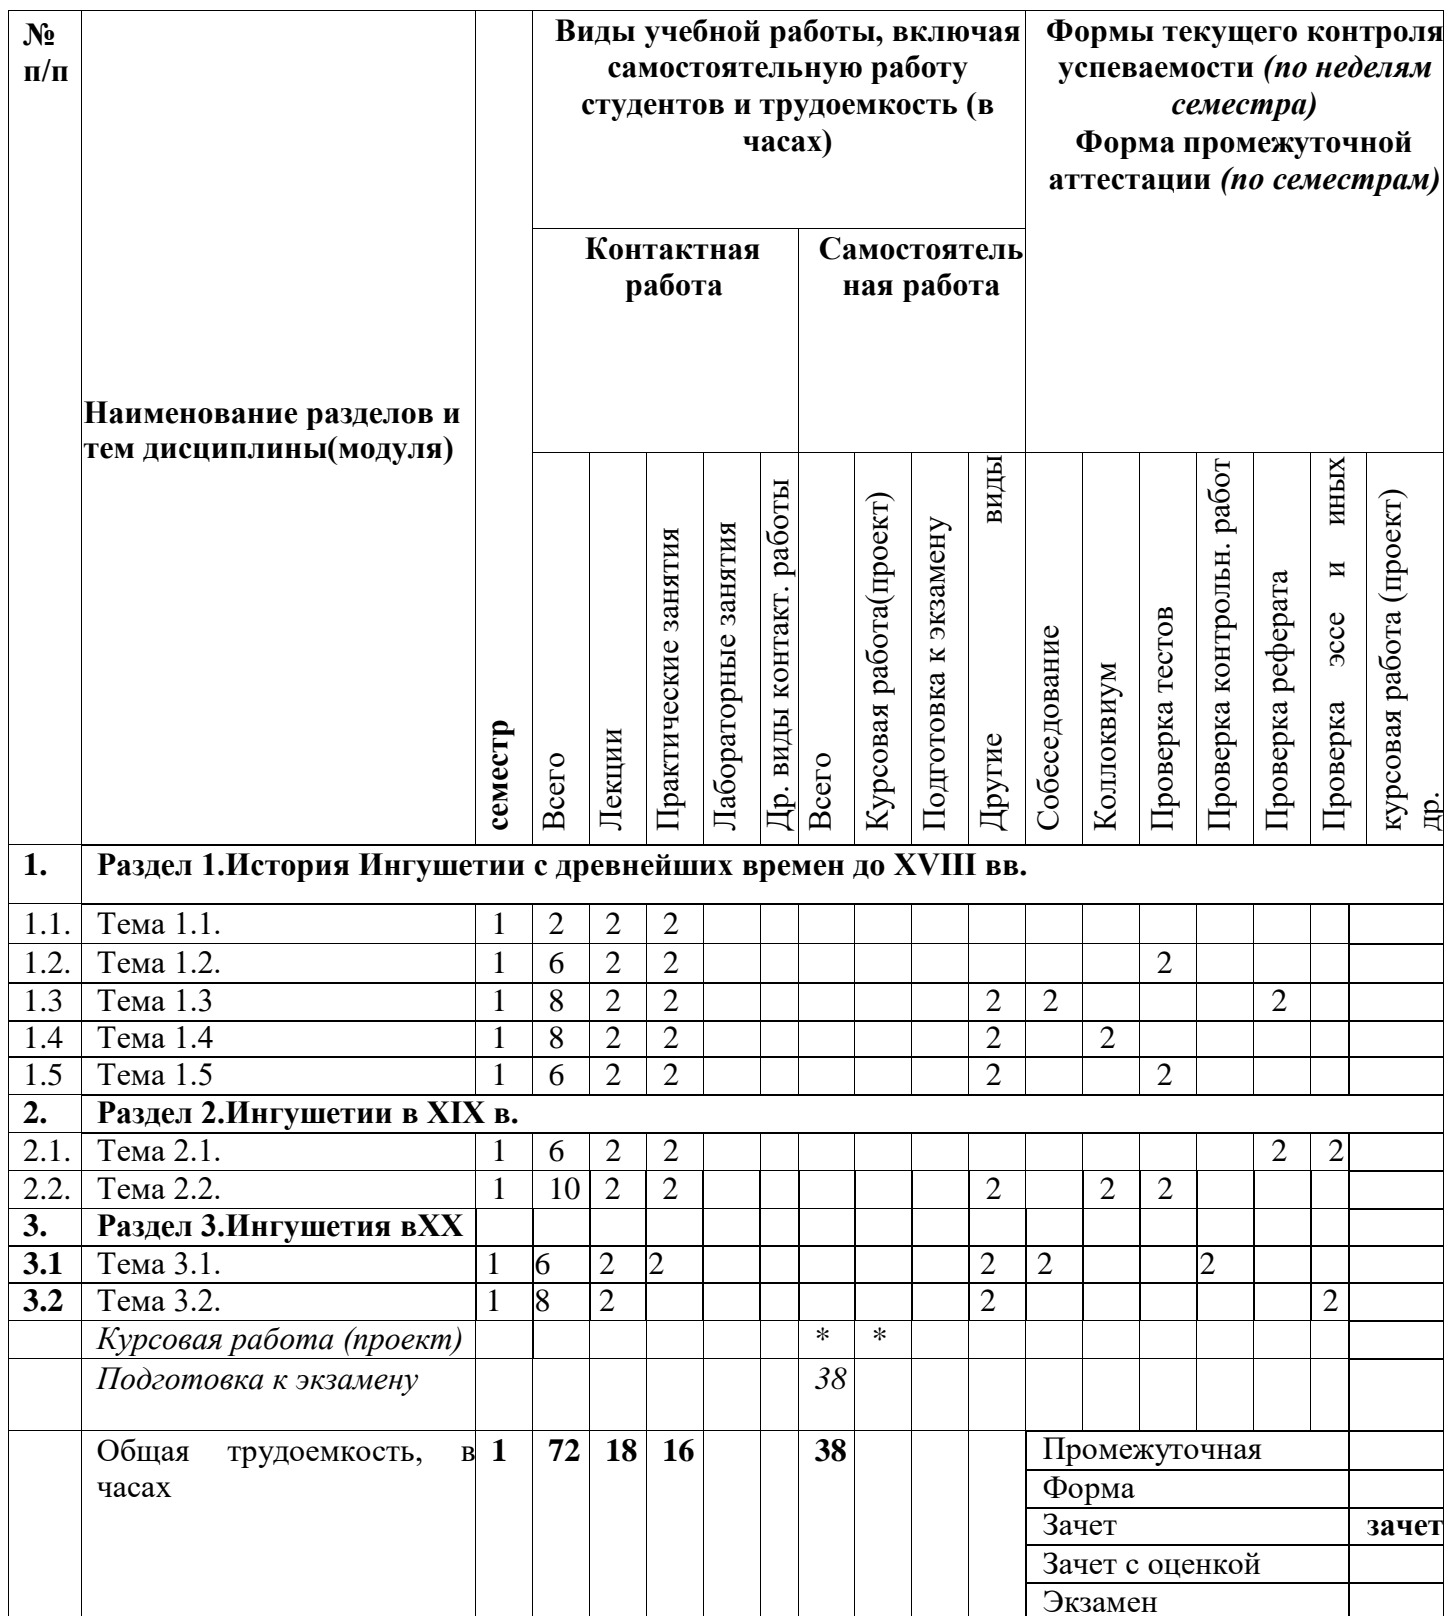 №
п/п
Наименование разделов и
тем дисциплины(модуля)
семестр
Виды учебной работы, включая
самостоятельную работу
студентов и трудоемкость (в
часах)
Формы текущего контроля
успеваемости (по неделям
семестра)
Форма промежуточной
аттестации (по семестрам)
Контактная
работа
Самостоятель
ная работа
Всего
Лекции
Практические занятия
Лабораторные занятия
Др. виды контакт. работы
Всего
Курсовая работа(проект)
Подготовка к экзамену
Другие виды
Собеседование
Коллоквиум
Проверка тестов
Проверка контрольн. работ
Проверка реферата
Проверка эссе и иных
курсовая работа (проект)
др.
1. Раздел 1.История Ингушетии с древнейших времен до XVIII вв.
1.1. Тема 1.1. 1 2 2 2
1.2. Тема 1.2. 1 6 2 2 2
1.3 Тема 1.3 1 8 2 2 2 2 2
1.4 Тема 1.4 1 8 2 2 2 2
1.5 Тема 1.5 1 6 2 2 2 2
2. Раздел 2.Ингушетии в XIX в.
2.1. Тема 2.1. 1 6 2 2 2 2
2.2. Тема 2.2. 1 10 2 2 2 2 2
3. Раздел 3.Ингушетия вXX
3.1 Тема 3.1. 1 6 2 2 2 2 2
3.2 Тема 3.2. 1 8 2 2 2
Курсовая работа (проект) * *
Подготовка к экзамену 38
Общая трудоемкость, в 1 72 18 16 38
часах
Промежуточная
Форма
Зачет зачет
Зачет с оценкой
Экзамен